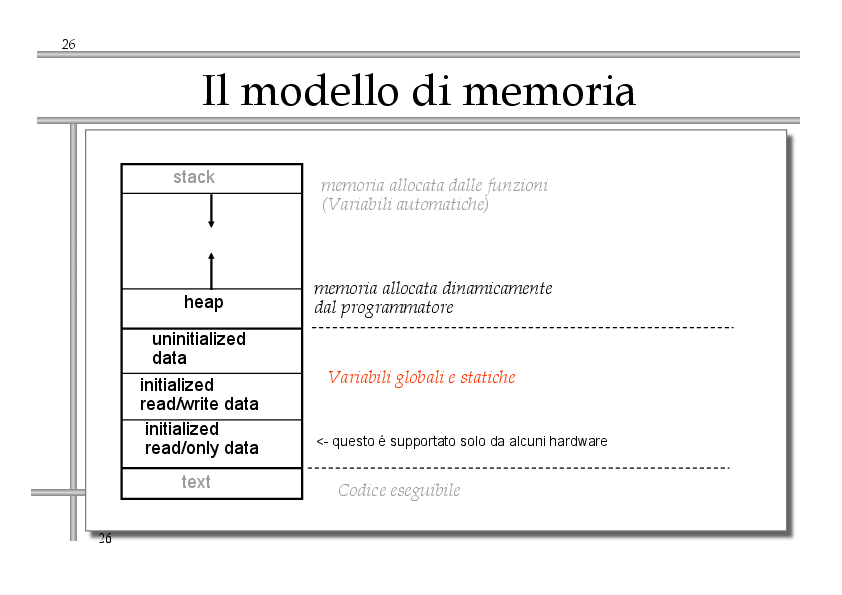 26
Il modello di memoria
stack
memoria allocata dalle funzioni
(Variabili automatiche)
memoria allocata dinamicamente
dal programmatore
heap
uninitialized
data
Variabili globali e statiche
initialized
read/write data
initialized
read/only data
<- questo é supportato solo da alcuni hardware
text
Codice eseguibile
26